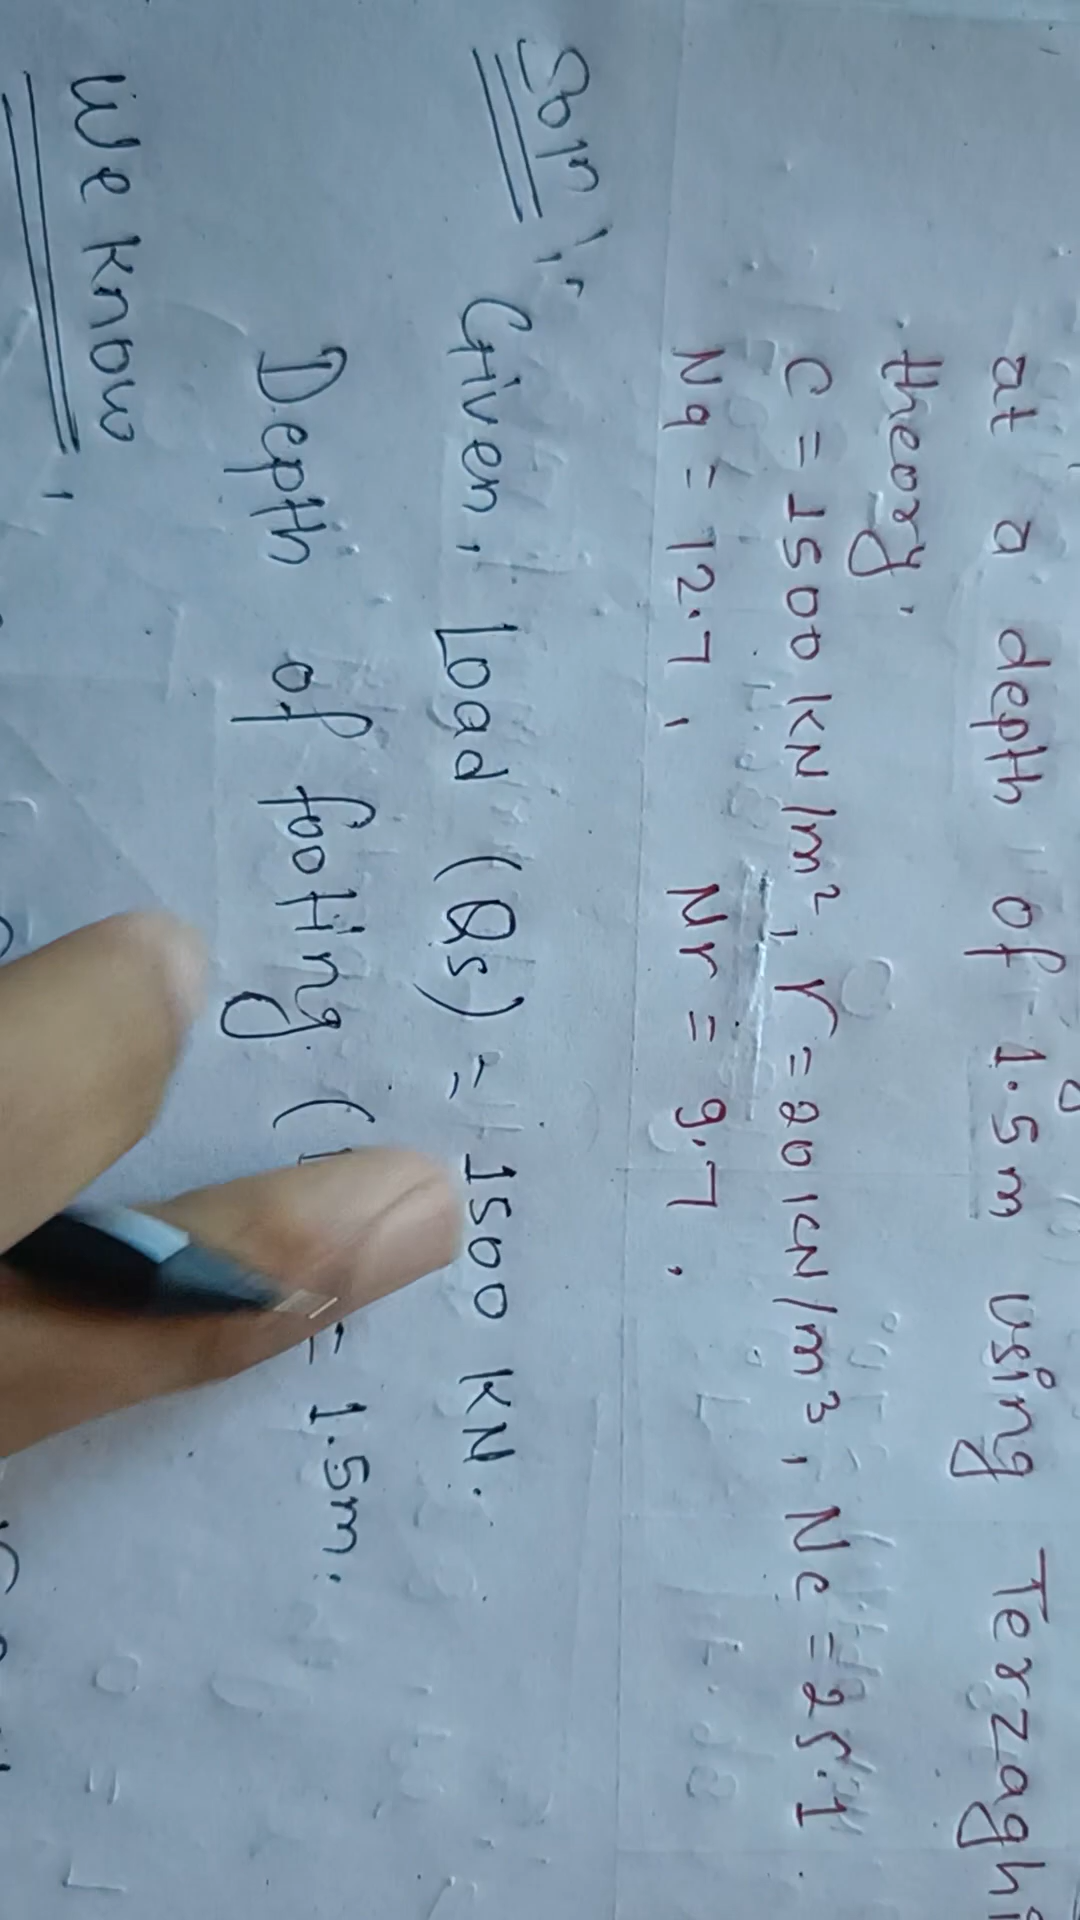 at a depth of 1.5m using Terzaghi
theory.
C = 1500 kN/m², γ = 20 kN/m³, Nc = 25.1
Nq = 12.7, Nr = 9.7.
Solⁿ :-
Given, Load (Qs) = 1500 kN.
Depth of footing ( = 1.5m.
We know,